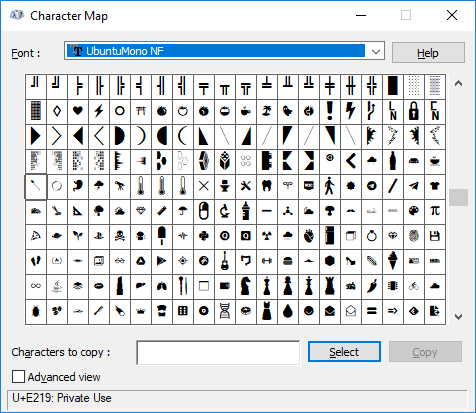 Character Map
Font :
UbuntuMono NF
Help
Characters to copy :
Select
Copy
Advanced view
U+E219: Private Use